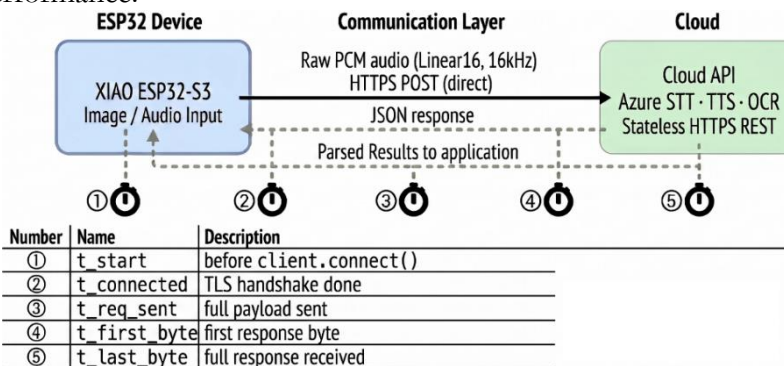 ESP32 Device
Communication Layer
Cloud
XIAO ESP32-S3
Image / Audio Input
Raw PCM audio (Linear16, 16kHz)
HTTPS POST (direct)
JSON response
Parsed Results to application
Cloud API
Azure STT · TTS · OCR
Stateless HTTPS REST
① ② ③ ④ ⑤
Number Name Description
① t_start before client.connect()
② t_connected TLS handshake done
③ t_req_sent full payload sent
④ t_first_byte first response byte
⑤ t_last_byte full response received